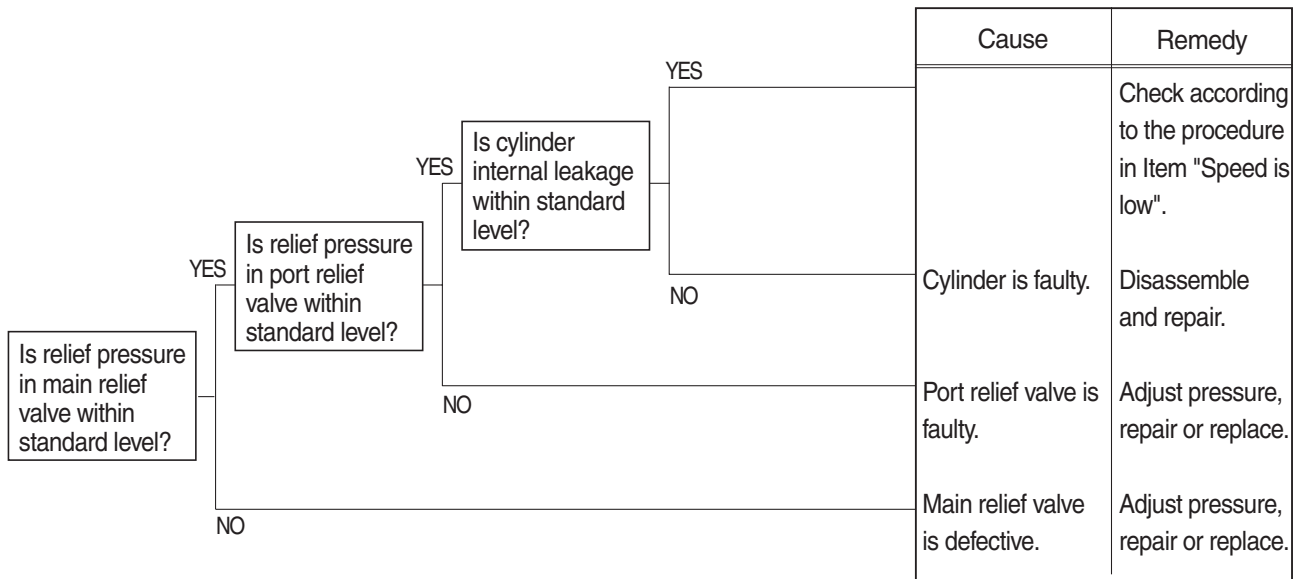 Cause
Remedy
YES
Check according
to the procedure
in Item "Speed is
low".
Is cylinder
internal leakage
within standard
level?
YES
NO
Cylinder is faulty.
Disassemble
and repair.
Is relief pressure
in port relief
valve within
standard level?
YES
NO
Port relief valve is
faulty.
Adjust pressure,
repair or replace.
Is relief pressure
in main relief
valve within
standard level?
NO
Main relief valve
is defective.
Adjust pressure,
repair or replace.